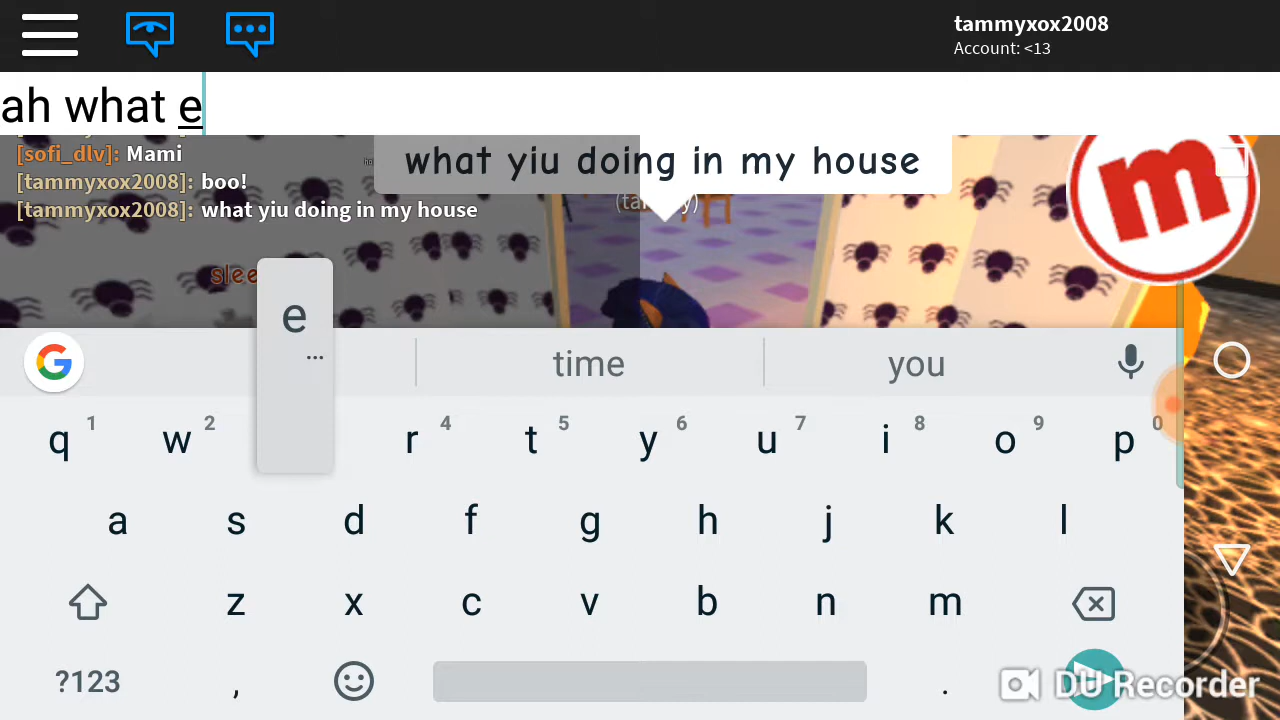 tammyxox2008
Account: <13
ah what e
[sofi_dlv]: Mami
[tammyxox2008]: boo!
[tammyxox2008]: what yiu doing in my house
what yiu doing in my house
m
e
...
G
time
you
1 2 4 5 6 7 8 9 0
q w r t y u i o p
a s d f g h j k l
z x c v b n m
?123 , .
DU Recorder